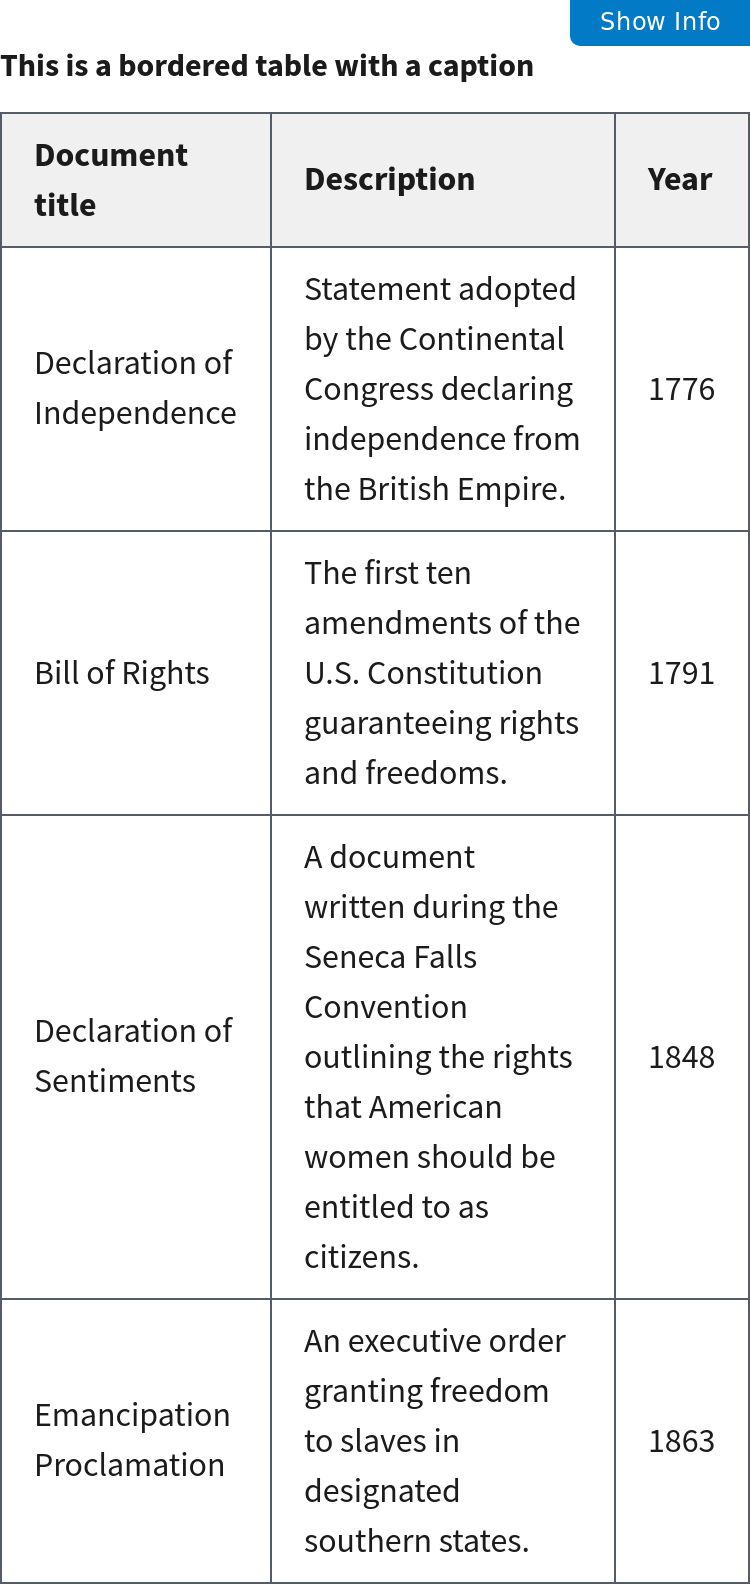 Show Info
This is a bordered table with a caption
Document
title
Description
Year
Declaration of
Independence
Statement adopted
by the Continental
Congress declaring
independence from
the British Empire.
1776
Bill of Rights
The first ten
amendments of the
U.S. Constitution
guaranteeing rights
and freedoms.
1791
Declaration of
Sentiments
A document
written during the
Seneca Falls
Convention
outlining the rights
that American
women should be
entitled to as
citizens.
1848
Emancipation
Proclamation
An executive order
granting freedom
to slaves in
designated
southern states.
1863